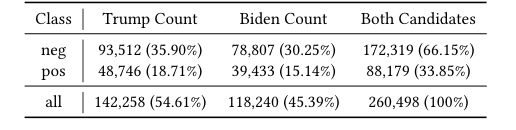 Class Trump Count Biden Count Both Candidates
neg 93,512 (35.90%) 78,807 (30.25%) 172,319 (66.15%)
pos 48,746 (18.71%) 39,433 (15.14%) 88,179 (33.85%)
all 142,258 (54.61%) 118,240 (45.39%) 260,498 (100%)